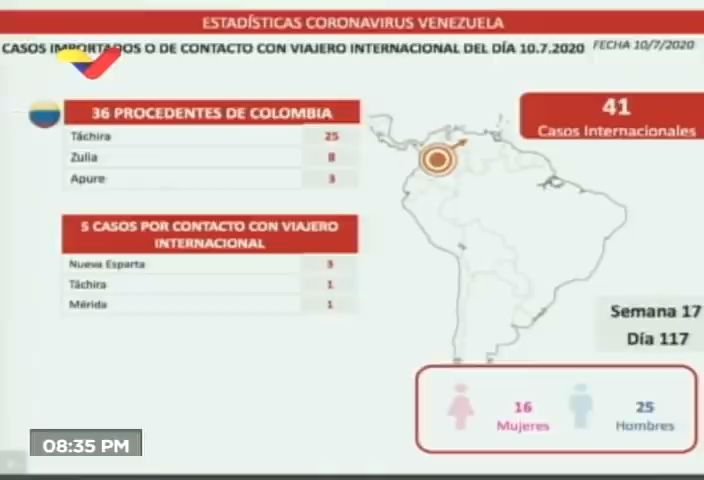 ESTADÍSTICAS CORONAVIRUS VENEZUELA
CASOS IMPORTADOS O DE CONTACTO CON VIAJERO INTERNACIONAL DEL DÍA 10.7.2020 FECHA 10/7/2020
36 PROCEDENTES DE COLOMBIA
Táchira 25
Zulia 8
Apure 3
5 CASOS POR CONTACTO CON VIAJERO
INTERNACIONAL
Nueva Esparta 3
Táchira 1
Mérida 1
41
Casos Internacionales
Semana 17
Día 117
16
Mujeres
25
Hombres
08:35 PM